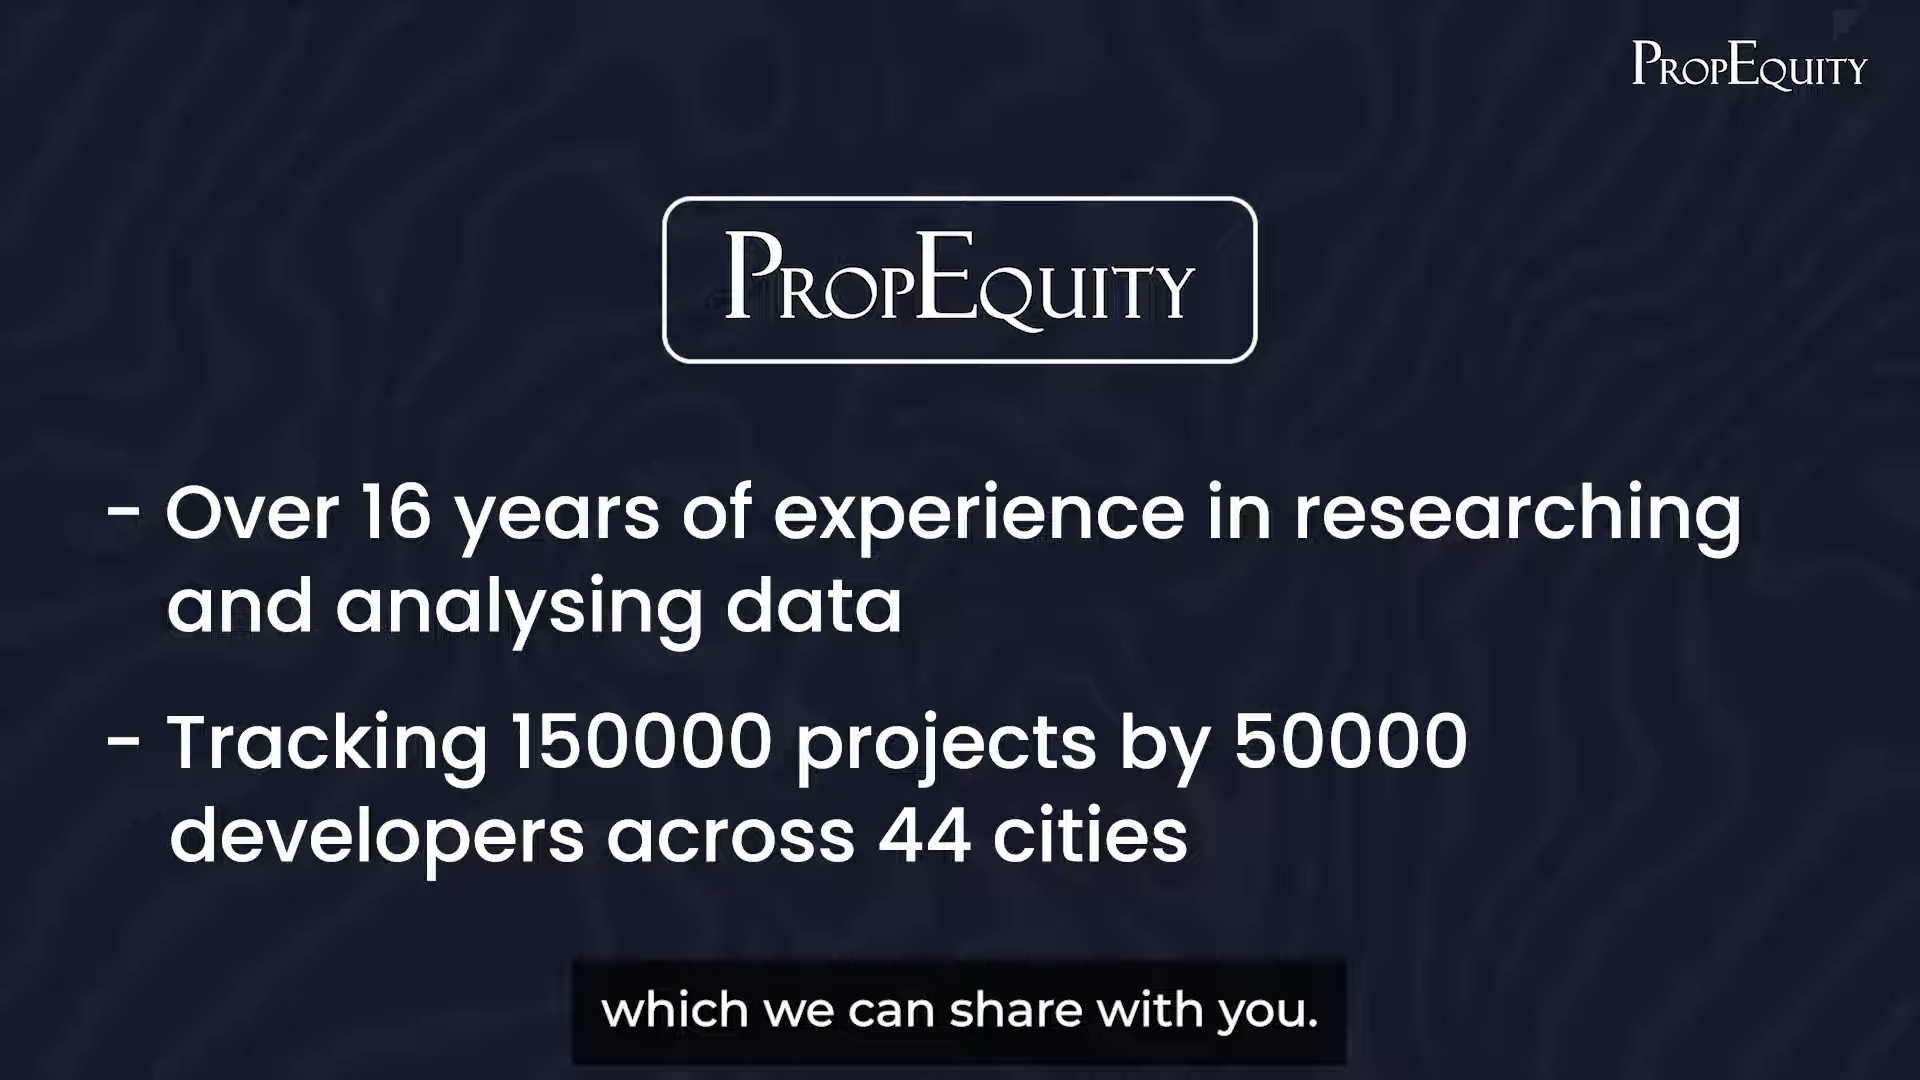 PROPEQUITY
PROPEQUITY
- Over 16 years of experience in researching
and analysing data
- Tracking 150000 projects by 50000
developers across 44 cities
which we can share with you.